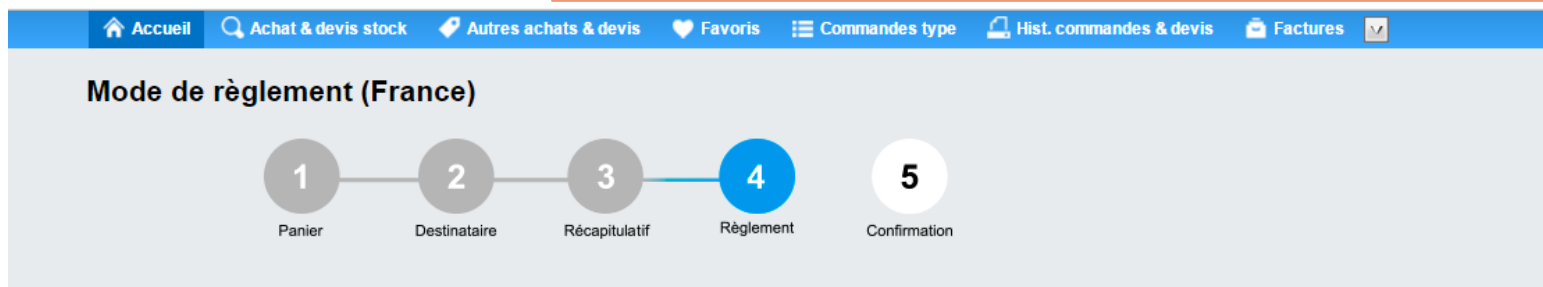 Accueil Achat & devis stock Autres achats & devis Favoris Commandes type Hist. commandes & devis Factures
Mode de règlement (France)
1 2 3 4 5
Panier Destinataire Récapitulatif Règlement Confirmation